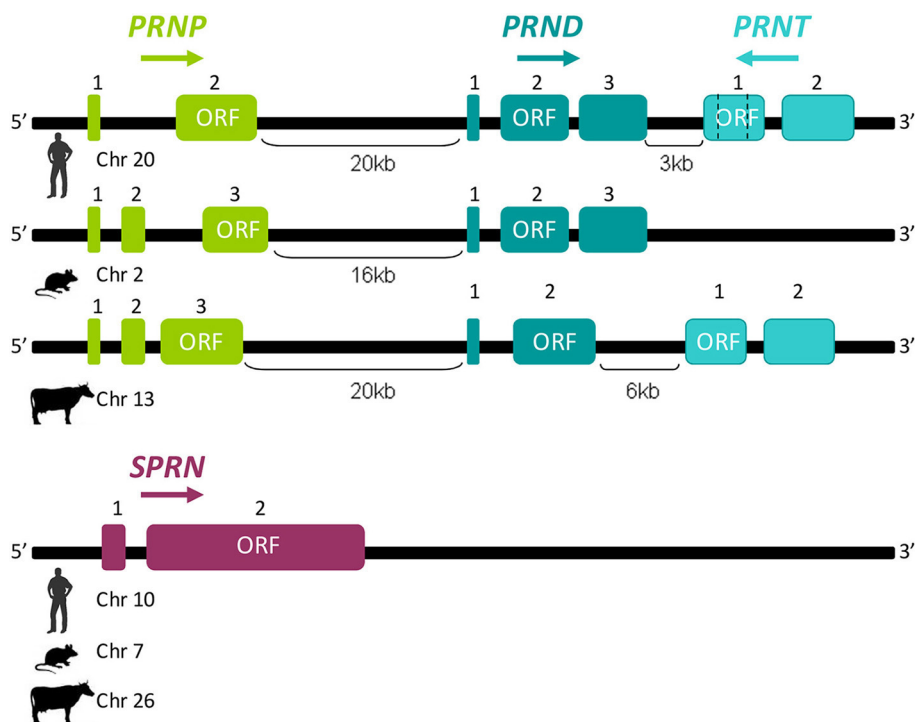 PRNP PRND PRNT
1 2 1 2 3 1 2
5’ ORF ORF ORF 3’
Chr 20 20kb 3kb
1 2 3 1 2 3
5’ ORF ORF 3’
Chr 2 16kb
1 2 3 1 2 1 2
5’ ORF ORF ORF 3’
Chr 13 20kb 6kb
SPRN
1 2
5’ ORF 3’
Chr 10
Chr 7
Chr 26